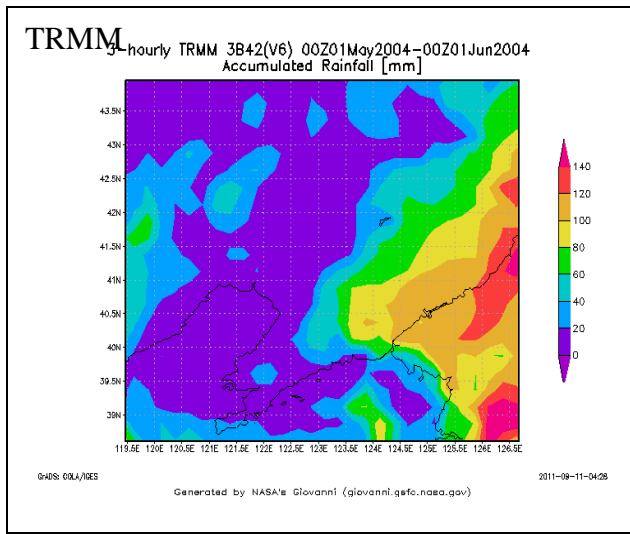 TRMM
3-hourly TRMM 3B42(V6) 00Z01May2004-00Z01Jun2004
Accumulated Rainfall [mm]
43.5N
43N
42.5N
42N
41.5N
41N
40.5N
40N
39.5N
39N
119.5E 120E 120.5E 121E 121.5E 122E 122.5E 123E 123.5E 124E 124.5E 125E 125.5E 126E 126.5E
140
120
100
80
60
40
20
0
GrADS: COLA/IGES
2011-09-11-04:26
Generated by NASA's Giovanni (giovanni.gsfc.nasa.gov)